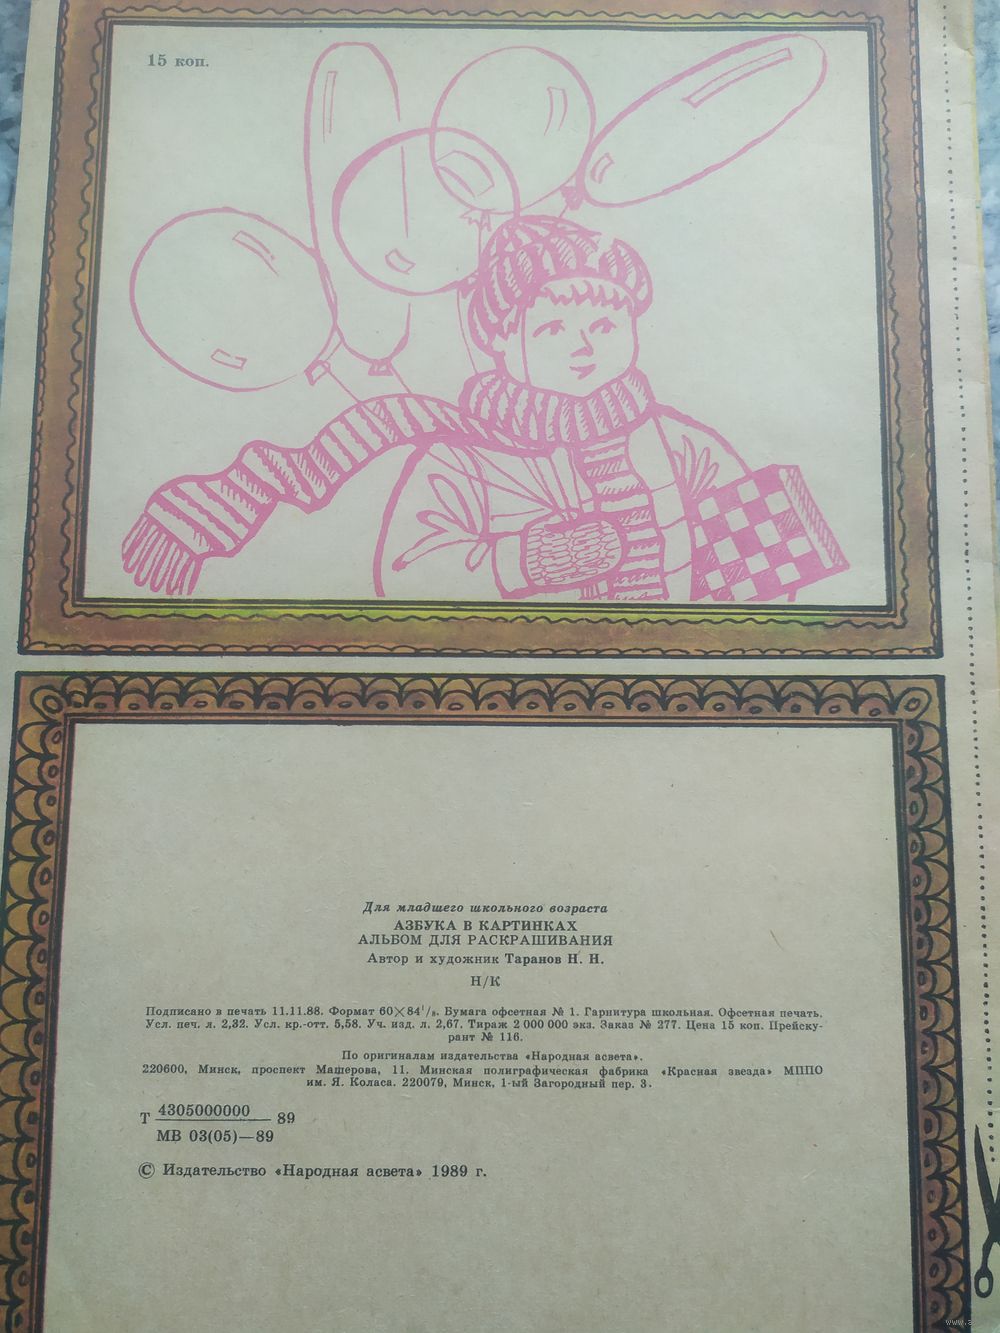 15 коп.
Для младшего школьного возраста
АЗБУКА В КАРТИНКАХ
АЛЬБОМ ДЛЯ РАСКРАШИВАНИЯ
Автор и художник Таранов Н. Н.
Н/К
Подписано в печать 11.11.88. Формат 60×84¹/₈. Бумага офсетная № 1. Гарнитура школьная. Офсетная печать.
Усл. печ. л. 2,32. Усл. кр.-отт. 5,58. Уч. изд. л. 2,67. Тираж 2 000 000 экз. Заказ № 277. Цена 15 коп. Прейску-
рант № 116.
По оригиналам издательства «Народная асвета».
220600, Минск, проспект Машерова, 11. Минская полиграфическая фабрика «Красная звезда» МППО
им. Я. Коласа. 220079, Минск, 1-ый Загородный пер. 3.
Т 4305000000 89
МВ 03(05)—89
© Издательство «Народная асвета» 1989 г.